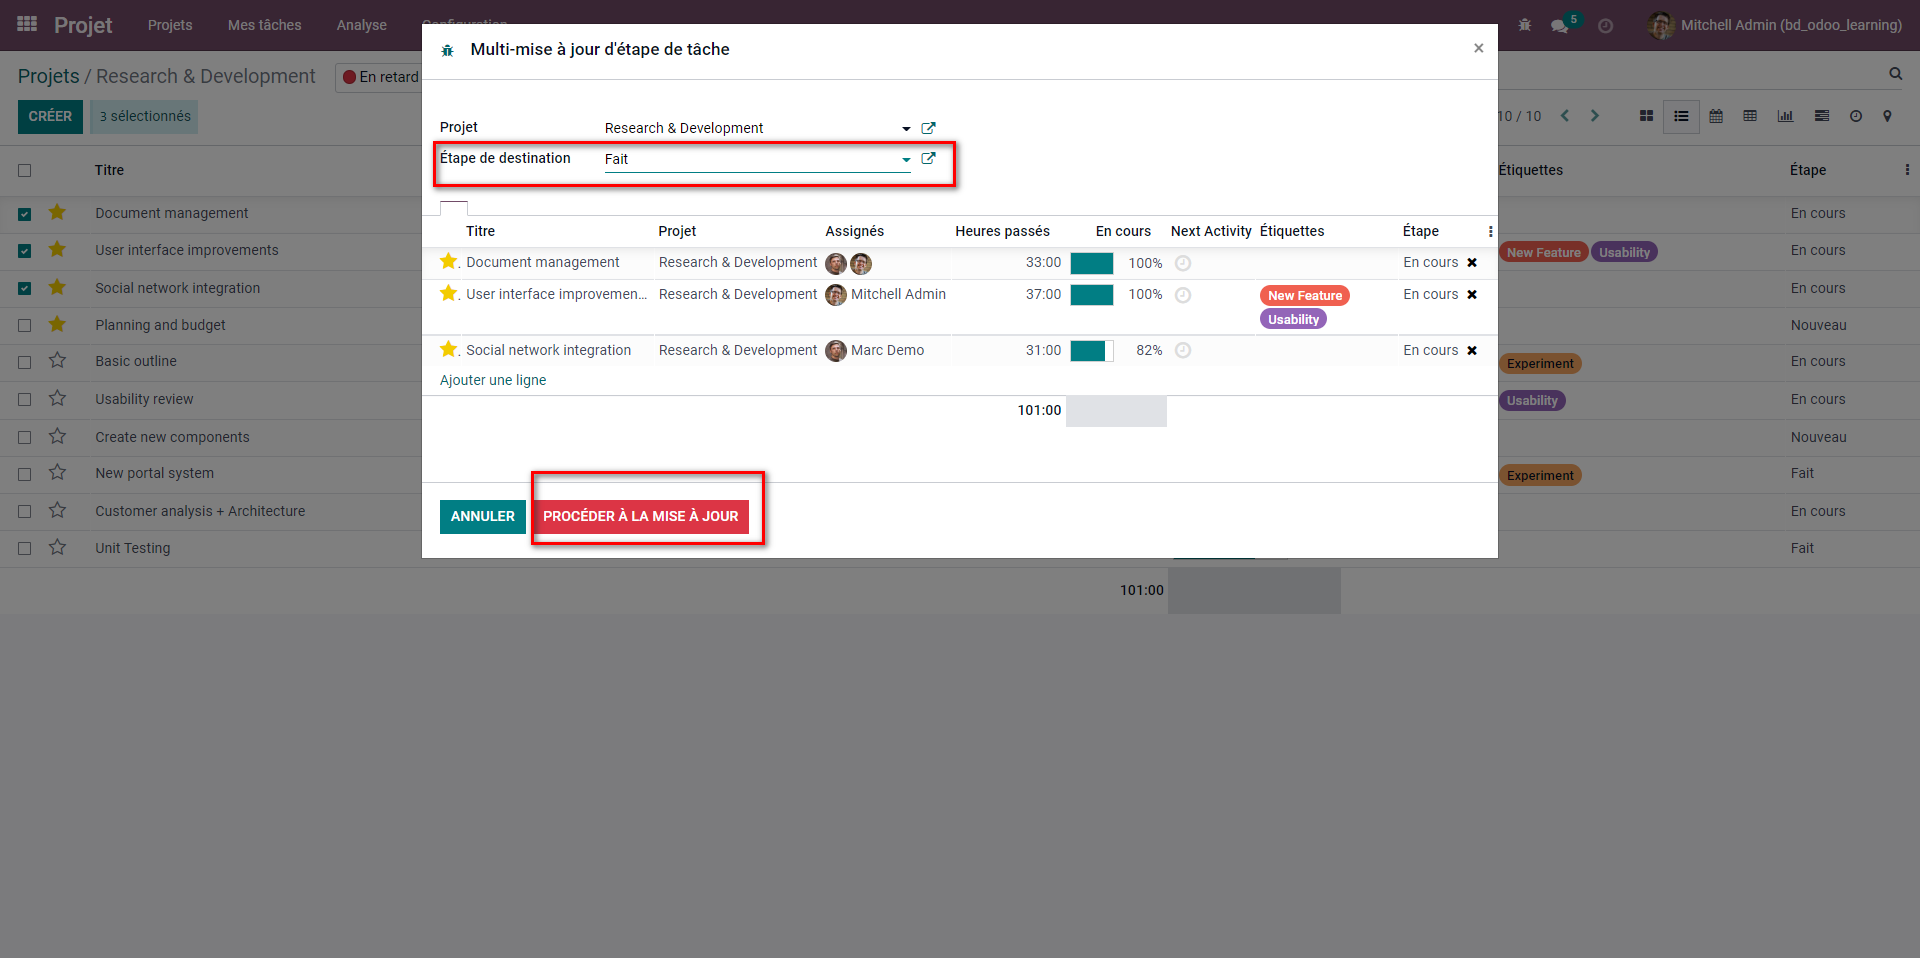 Projet Projets Mes tâches Analyse Configuration 5 Mitchell Admin (bd_odoo_learning)
Multi-mise à jour d'étape de tâche ×
Projets / Research & Development En retard
CRÉER 3 sélectionnés 10 / 10
Projet Research & Development
Étape de destination Fait
Titre Étiquettes Étape
Titre Projet Assignés Heures passés En cours Next Activity Étiquettes Étape
Document management Research & Development 33:00 100% En cours
User interface improvemen... Research & Development Mitchell Admin 37:00 100% New Feature En cours
Usability
Social network integration Research & Development Marc Demo 31:00 82% En cours
Ajouter une ligne
101:00
ANNULER PROCÉDER À LA MISE À JOUR
Document management En cours
User interface improvements New Feature Usability En cours
Social network integration En cours
Planning and budget Nouveau
Basic outline Experiment En cours
Usability review Usability En cours
Create new components Nouveau
New portal system Experiment Fait
Customer analysis + Architecture En cours
Unit Testing Fait
101:00